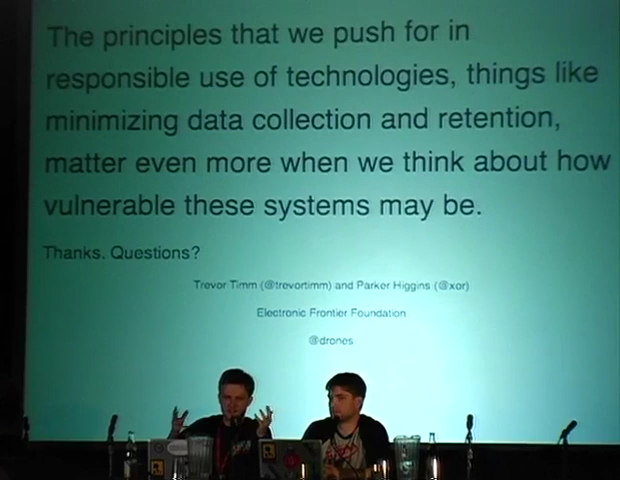 The principles that we push for in
responsible use of technologies, things like
minimizing data collection and retention,
matter even more when we think about how
vulnerable these systems may be.
Thanks. Questions?
Trevor Timm (@trevortimm) and Parker Higgins (@xor)
Electronic Frontier Foundation
@drones